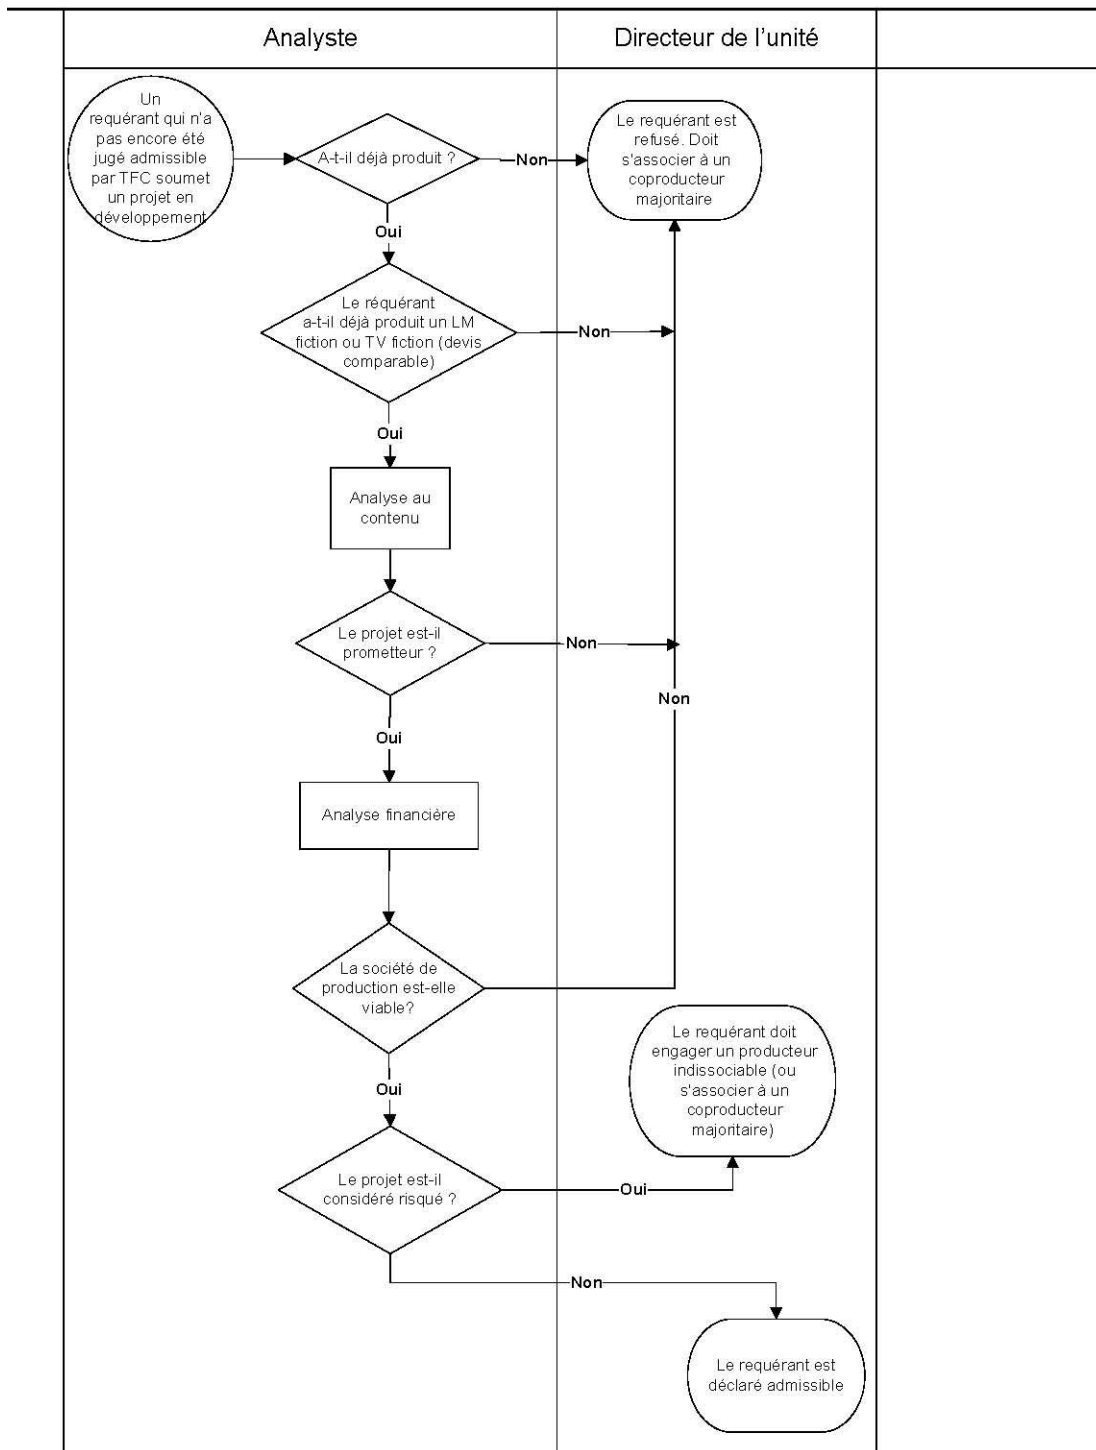 Analyste
Directeur de l'unité
Un
requérant qui n'a
pas encore été
jugé admissible
par TFC soumet
un projet en
développement
A-t-il déjà produit ?
Non
Le requérant est
refusé. Doit
s'associer à un
coproducteur
majoritaire
Oui
Le réquérant
a-t-il déjà produit un LM
fiction ou TV fiction (devis
comparable)
Non
Oui
Analyse au
contenu
Le projet est-il
prometteur ?
Non
Non
Oui
Analyse financière
La société de
production est-elle
viable?
Le requérant doit
engager un producteur
indissociable (ou
s'associer à un
coproducteur
majoritaire)
Oui
Le projet est-il
considéré risqué ?
Oui
Non
Le requérant est
déclaré admissible